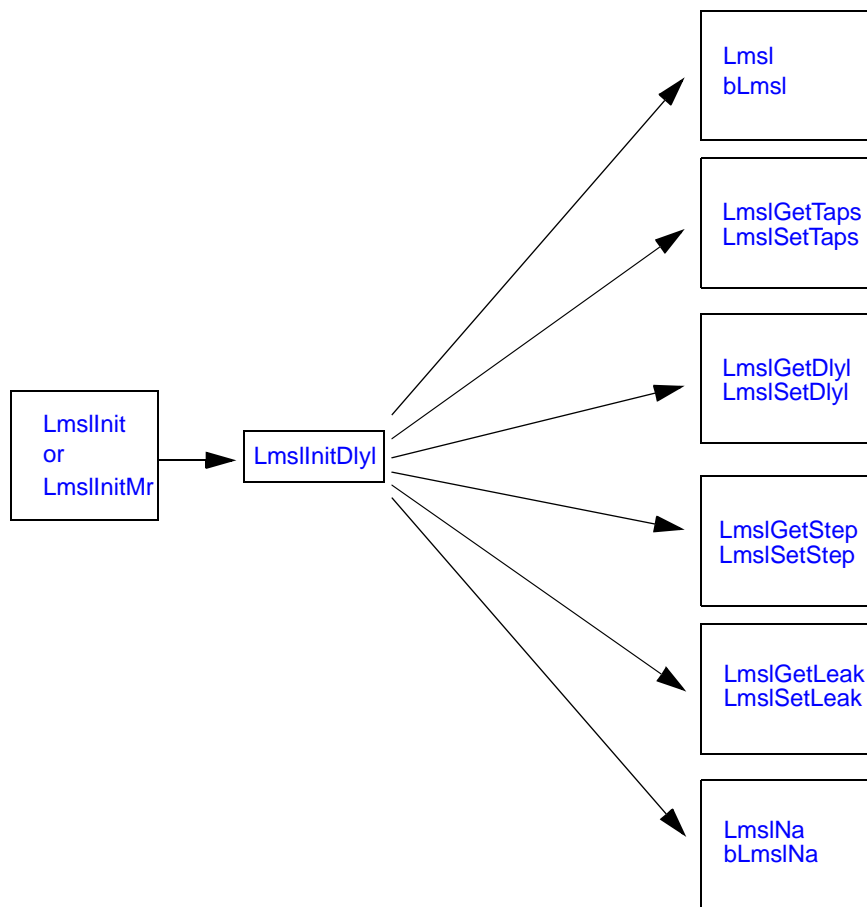 Lmsl
bLmsl
LmslGetTaps
LmslSetTaps
LmslGetDlyl
LmslSetDlyl
LmslInit
or
LmslInitMr
LmslInitDlyl
LmslGetStep
LmslSetStep
LmslGetLeak
LmslSetLeak
LmslNa
bLmslNa